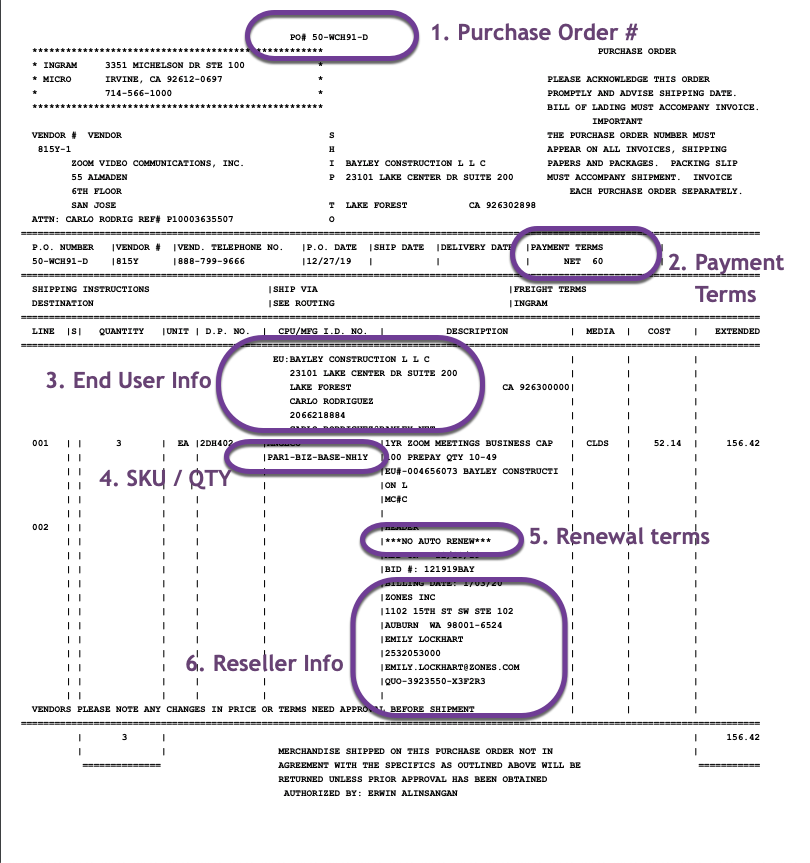 PO# 50-WCH91-D
1. Purchase Order #
****************************************************
PURCHASE ORDER
* INGRAM 3351 MICHELSON DR STE 100 *
* MICRO IRVINE, CA 92612-0697 * PLEASE ACKNOWLEDGE THIS ORDER
* 714-566-1000 * PROMPTLY AND ADVISE SHIPPING DATE.
**************************************************** BILL OF LADING MUST ACCOMPANY INVOICE.
IMPORTANT
VENDOR # VENDOR S THE PURCHASE ORDER NUMBER MUST
815Y-1 H APPEAR ON ALL INVOICES, SHIPPING
ZOOM VIDEO COMMUNICATIONS, INC. I BAYLEY CONSTRUCTION L L C PAPERS AND PACKAGES. PACKING SLIP
55 ALMADEN P 23101 LAKE CENTER DR SUITE 200 MUST ACCOMPANY SHIPMENT. INVOICE
6TH FLOOR EACH PURCHASE ORDER SEPARATELY.
SAN JOSE T LAKE FOREST CA 926302898
ATTN: CARLO RODRIG REF# P10003635507 O
P.O. NUMBER |VENDOR # |VEND. TELEPHONE NO. |P.O. DATE |SHIP DATE |DELIVERY DATE |PAYMENT TERMS |
50-WCH91-D |815Y |888-799-9666 |12/27/19 | | | NET 60 |
2. Payment
Terms
SHIPPING INSTRUCTIONS |SHIP VIA |FREIGHT TERMS
DESTINATION |SEE ROUTING |INGRAM
LINE |S| QUANTITY |UNIT | D.P. NO. | CPU/MFG I.D. NO. | DESCRIPTION | MEDIA | COST | EXTENDED
EU:BAYLEY CONSTRUCTION L L C
23101 LAKE CENTER DR SUITE 200
3. End User Info
LAKE FOREST CA 926300000|
CARLO RODRIGUEZ
2066218884
001 | | 3 | EA |2DH402 |1YR ZOOM MEETINGS BUSINESS CAP | CLDS | 52.14 | 156.42
|PAR1-BIZ-BASE-NH1Y |100 PREPAY QTY 10-49
4. SKU / QTY
|EU#-004656073 BAYLEY CONSTRUCTI
|ON L
|MC#C
002 HEADER
|***NO AUTO RENEW***
5. Renewal terms
|BID #: 121919BAY
|BILLING DATE: 1/03/20
|ZONES INC
|1102 15TH ST SW STE 102
|AUBURN WA 98001-6524
|EMILY LOCKHART
|2532053000
6. Reseller Info
|EMILY.LOCKHART@ZONES.COM
|QUO-3923550-X3F2R3
VENDORS PLEASE NOTE ANY CHANGES IN PRICE OR TERMS NEED APPROVAL BEFORE SHIPMENT
| 3 | | 156.42
MERCHANDISE SHIPPED ON THIS PURCHASE ORDER NOT IN
AGREEMENT WITH THE SPECIFICS AS OUTLINED ABOVE WILL BE
RETURNED UNLESS PRIOR APPROVAL HAS BEEN OBTAINED
AUTHORIZED BY: ERWIN ALINSANGAN